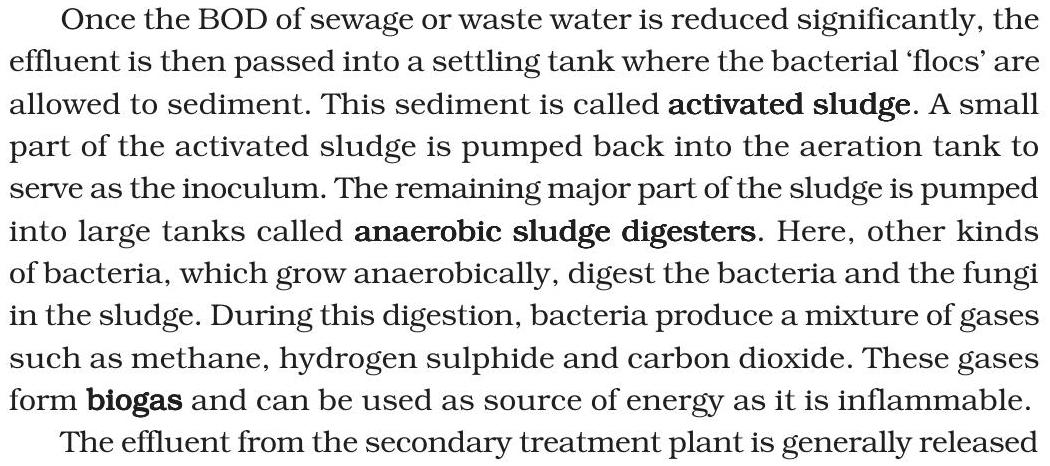 Once the BOD of sewage or waste water is reduced significantly, the
effluent is then passed into a settling tank where the bacterial ‘flocs’ are
allowed to sediment. This sediment is called activated sludge. A small
part of the activated sludge is pumped back into the aeration tank to
serve as the inoculum. The remaining major part of the sludge is pumped
into large tanks called anaerobic sludge digesters. Here, other kinds
of bacteria, which grow anaerobically, digest the bacteria and the fungi
in the sludge. During this digestion, bacteria produce a mixture of gases
such as methane, hydrogen sulphide and carbon dioxide. These gases
form biogas and can be used as source of energy as it is inflammable.
The effluent from the secondary treatment plant is generally released